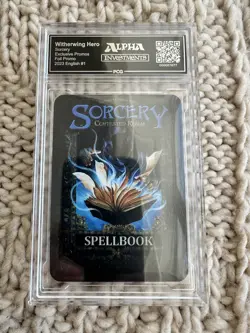 Witherwing Hero
Sorcery
Exclusive Promos
Foil Promo
2023 English #1
ALPHA
INVESTMENTS
PCG
SORCERY
CONTESTED REALM
SPELLBOOK